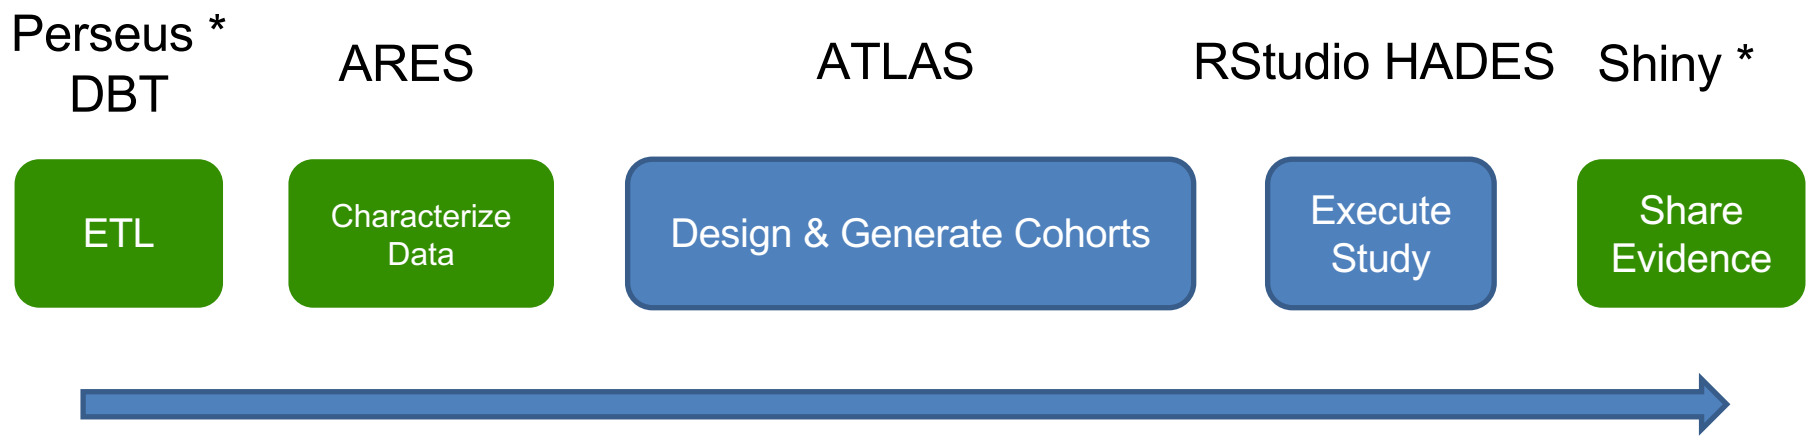 Perseus *
DBT
ARES
ATLAS
RStudio HADES
Shiny *
ETL
Characterize
Data
Design & Generate Cohorts
Execute
Study
Share
Evidence